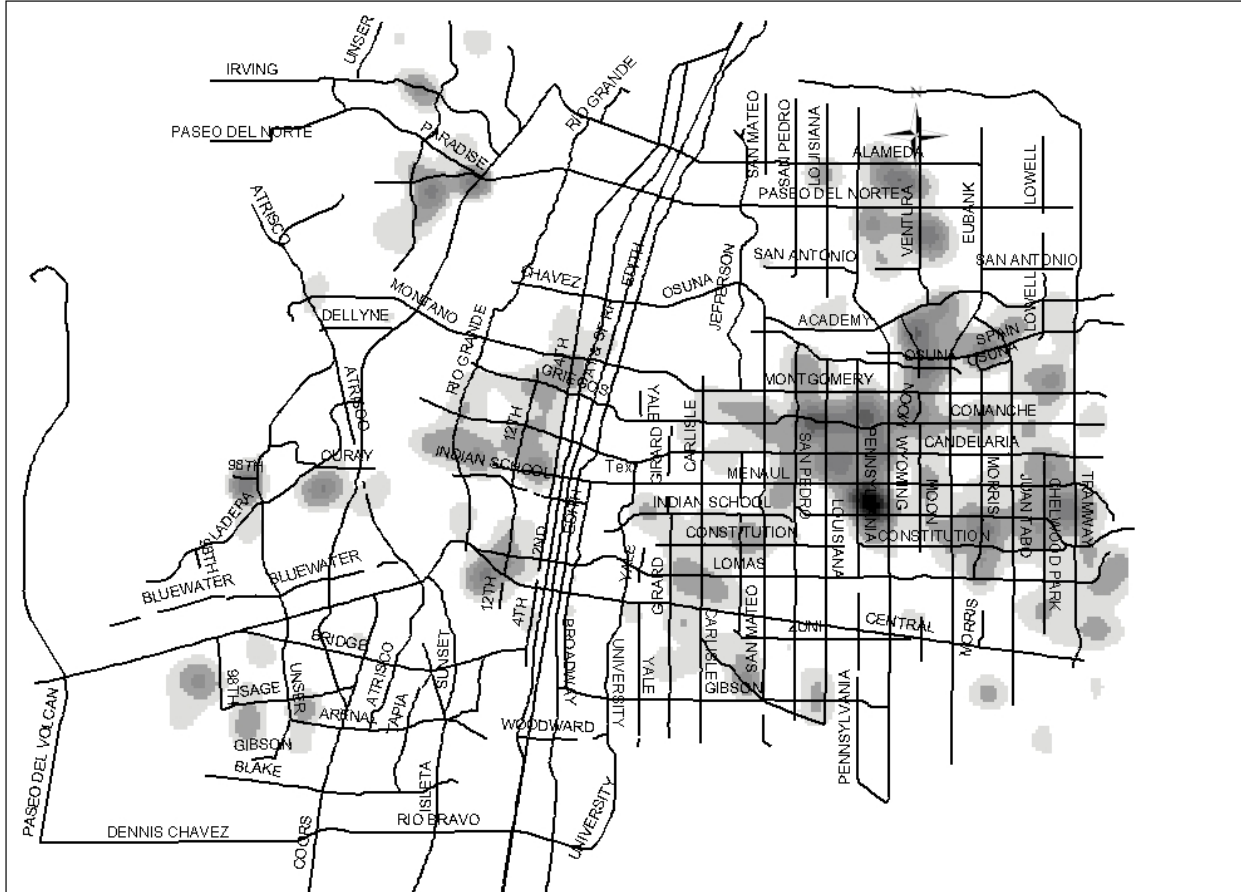 UNSER
IRVING
RIO GRANDE
PASEO DEL NORTE
PARADISE
SAN MATEO
SAN PEDRO
LOUISIANA
N
ALAMEDA
PASEO DEL NORTE
VENTURA
EUBANK
LOWELL
ATRISCO
EDITH
JEFFERSON
SAN ANTONIO
SAN ANTONIO
CHAVEZ
OSUNA
MONTANO
DELLYNE
LOWELL
ACADEMY
SPAIN
OSUNA
OSUNA
4TH
RIO GRANDE
GRIEGOS
MONTGOMERY
ATRISCO
12TH
YALE
CARLISLE
MOON
COMANCHE
GIRARD
SAN PEDRO
PENNSYLVANIA
WYOMING
CANDELARIA
98TH
OURAY
INDIAN SCHOOL
Tex
MENAUL
MORRIS
JUAN TABO
CHELWOOD PARK
TRAMWAY
LADERA
INDIAN SCHOOL
MOON
EDITH
2ND
CONSTITUTION
LOUISIANA
CONSTITUTION
98TH
BLUEWATER
BLUEWATER
YALE
GIRARD
LOMAS
12TH
4TH
BRIDGE
BROADWAY
UNIVERSITY
CARLISLE
SAN MATEO
ZUNI
CENTRAL
MORRIS
98TH
SAGE
UNSER
ATRISCO
SUNSET
YALE
GIBSON
ARENAL
TAPIA
WOODWARD
PENNSYLVANIA
PASEO DEL VOLCAN
GIBSON
BLAKE
ISLETA
UNIVERSITY
DENNIS CHAVEZ
COORS
RIO BRAVO